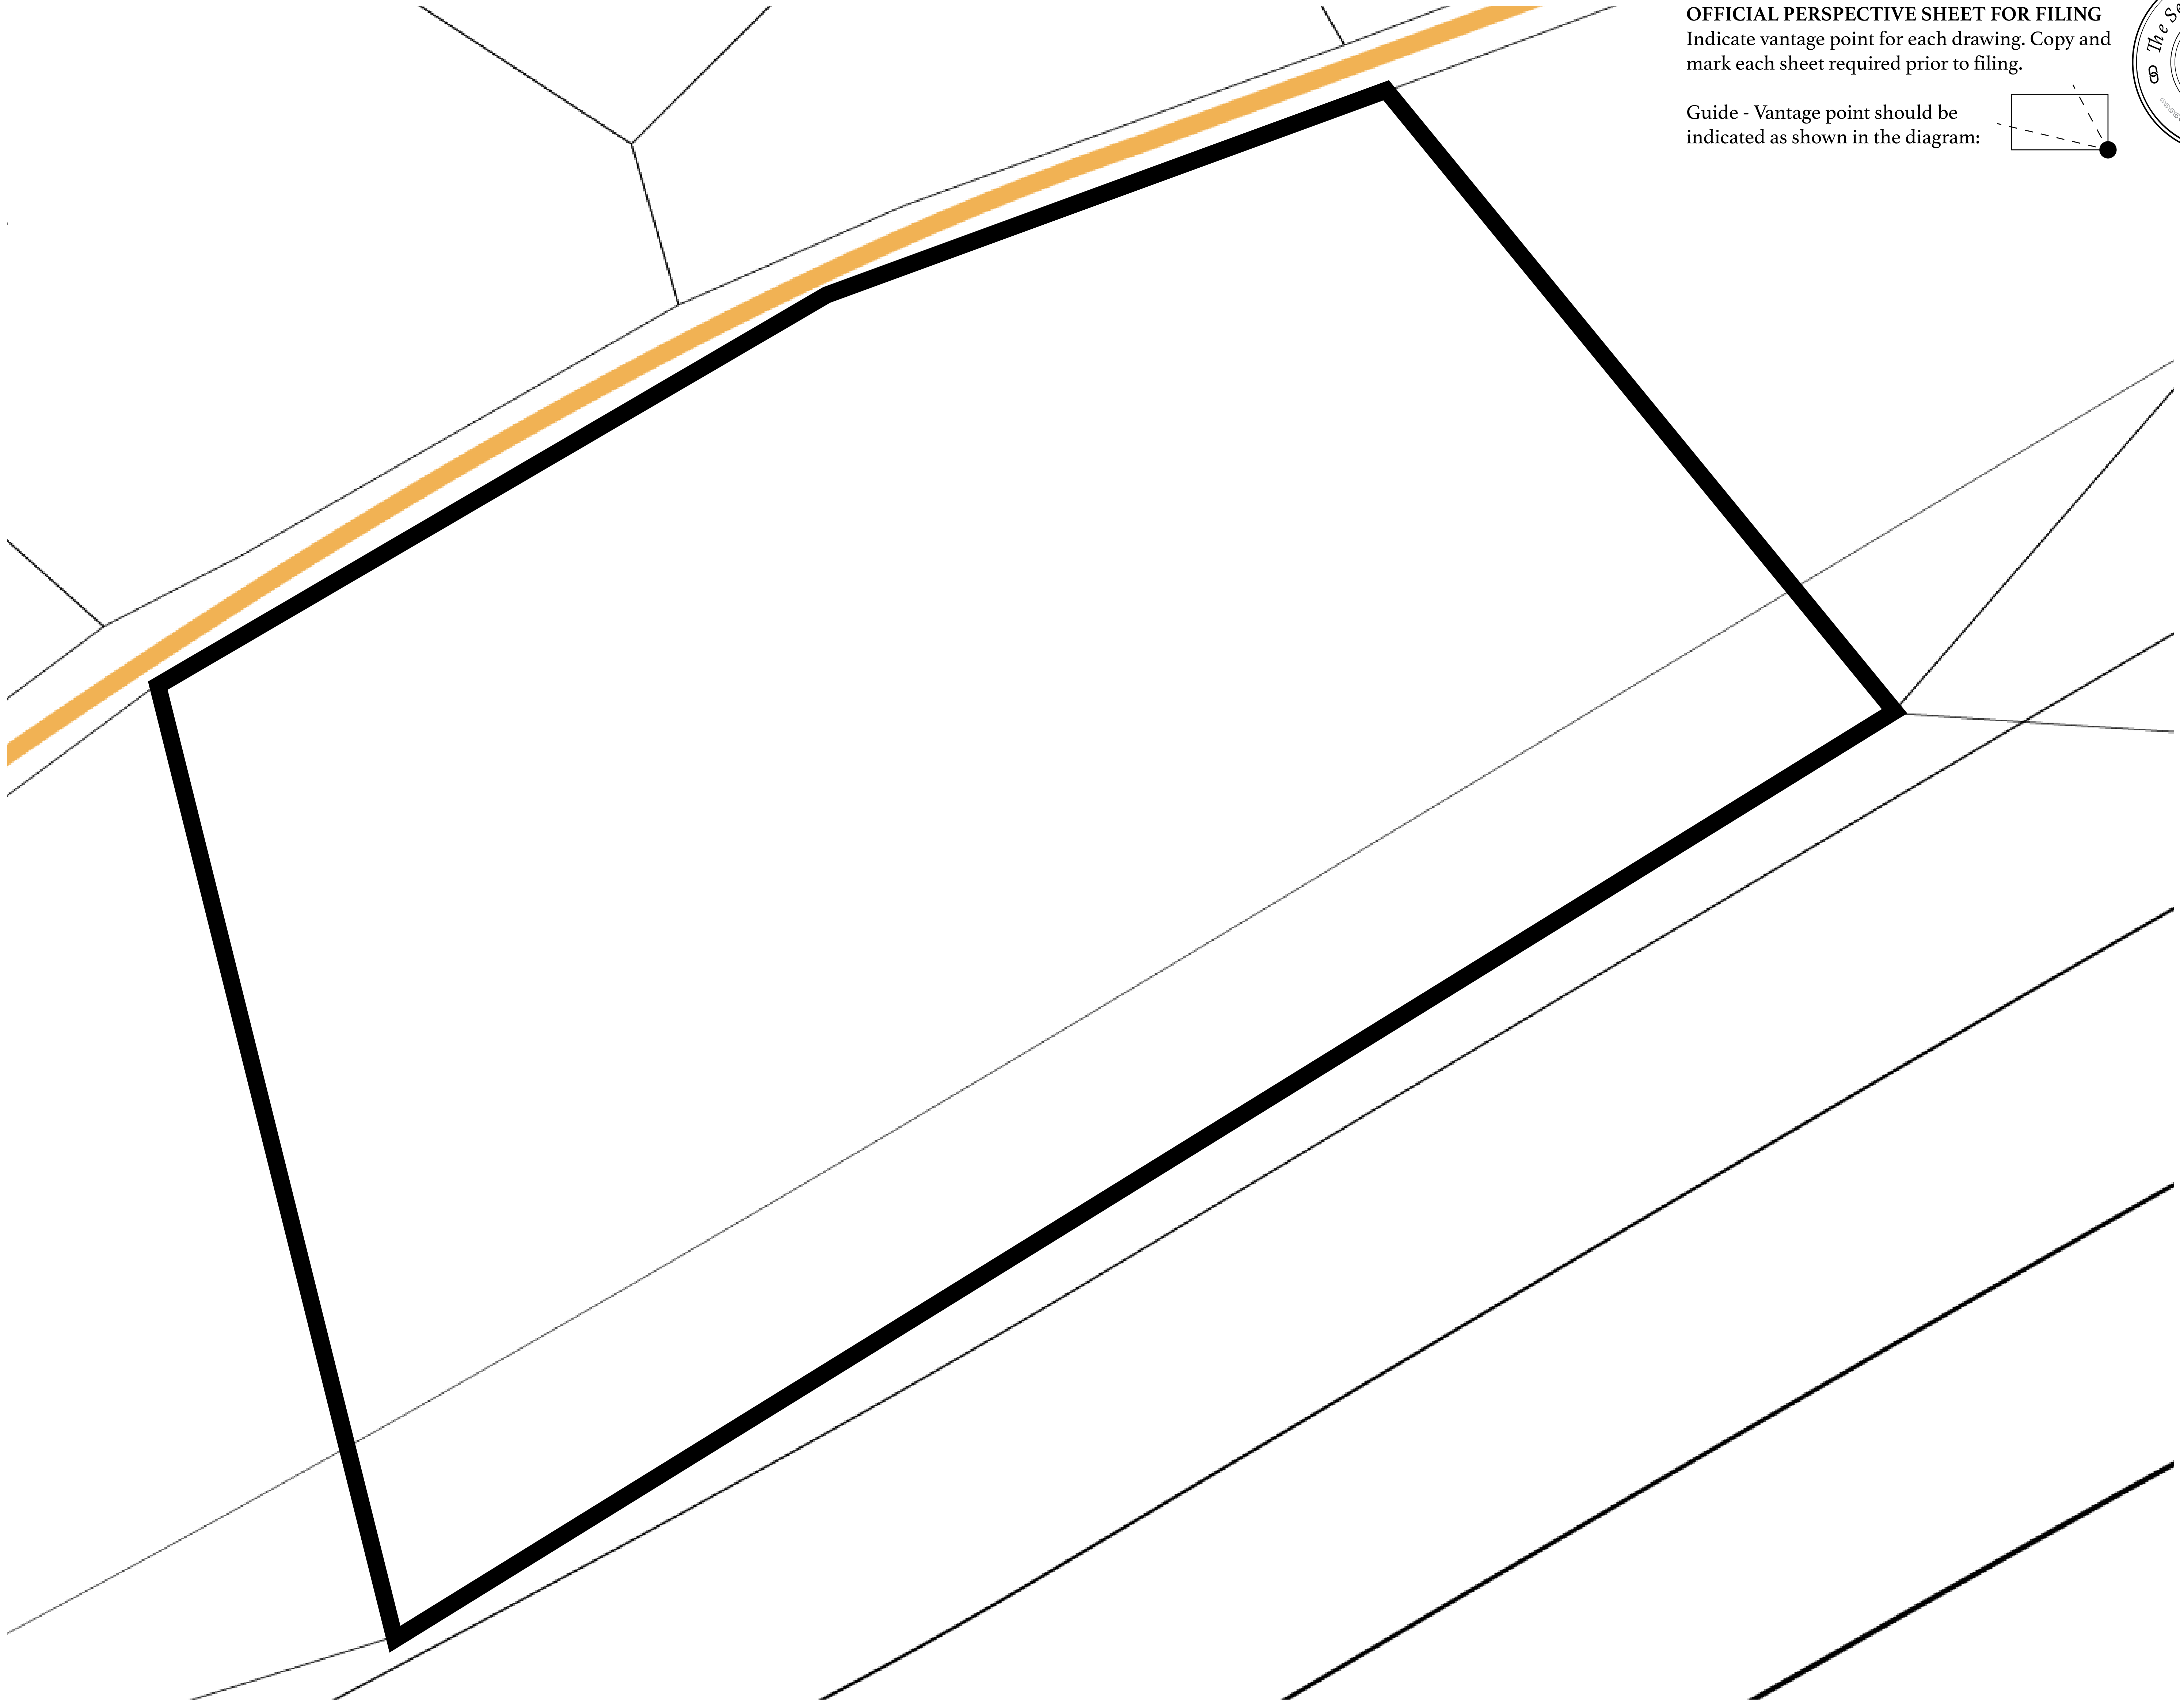 OFFICIAL PERSPECTIVE SHEET FOR FILING
Indicate vantage point for each drawing. Copy and
mark each sheet required prior to filing.
Guide - Vantage point should be
indicated as shown in the diagram:
The